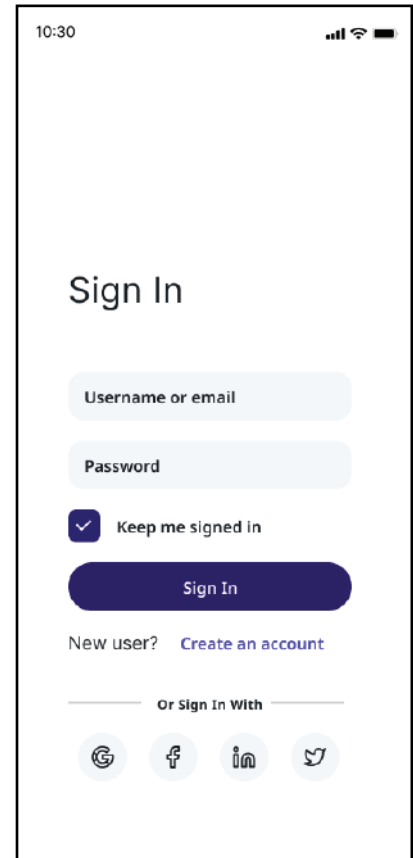 10:30
Sign In
Username or email
Password
Keep me signed in
Sign In
New user? Create an account
Or Sign In With